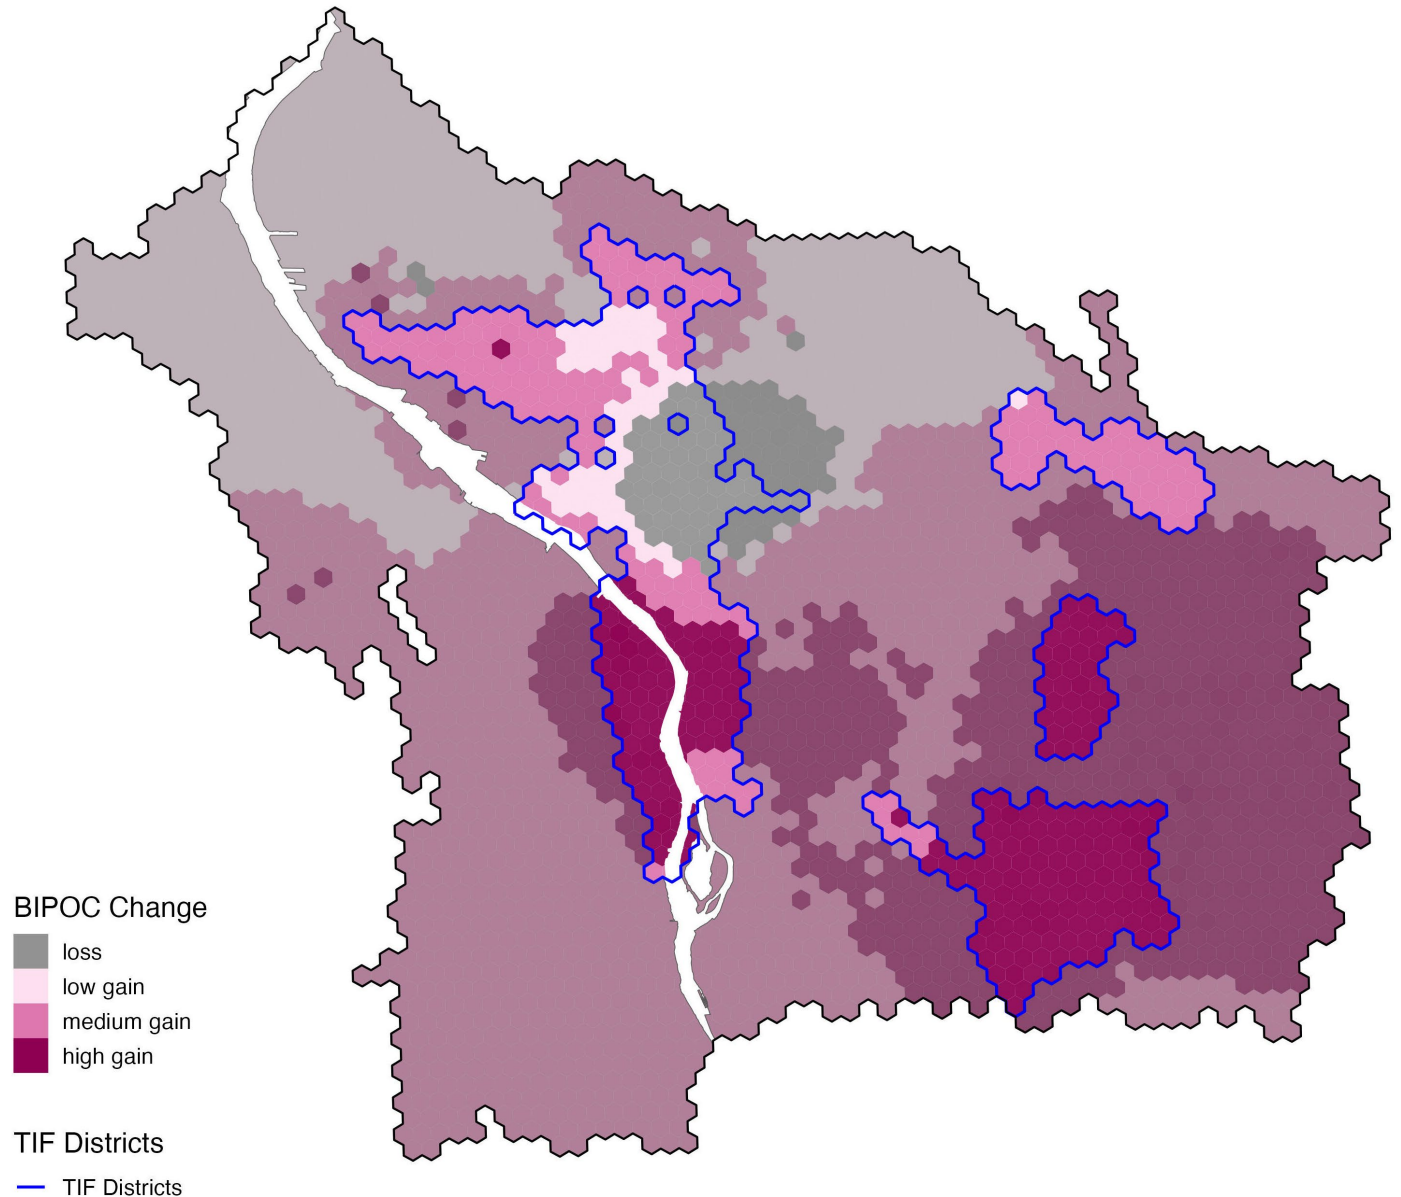 BIPOC Change
loss
low gain
medium gain
high gain
TIF Districts
TIF Districts